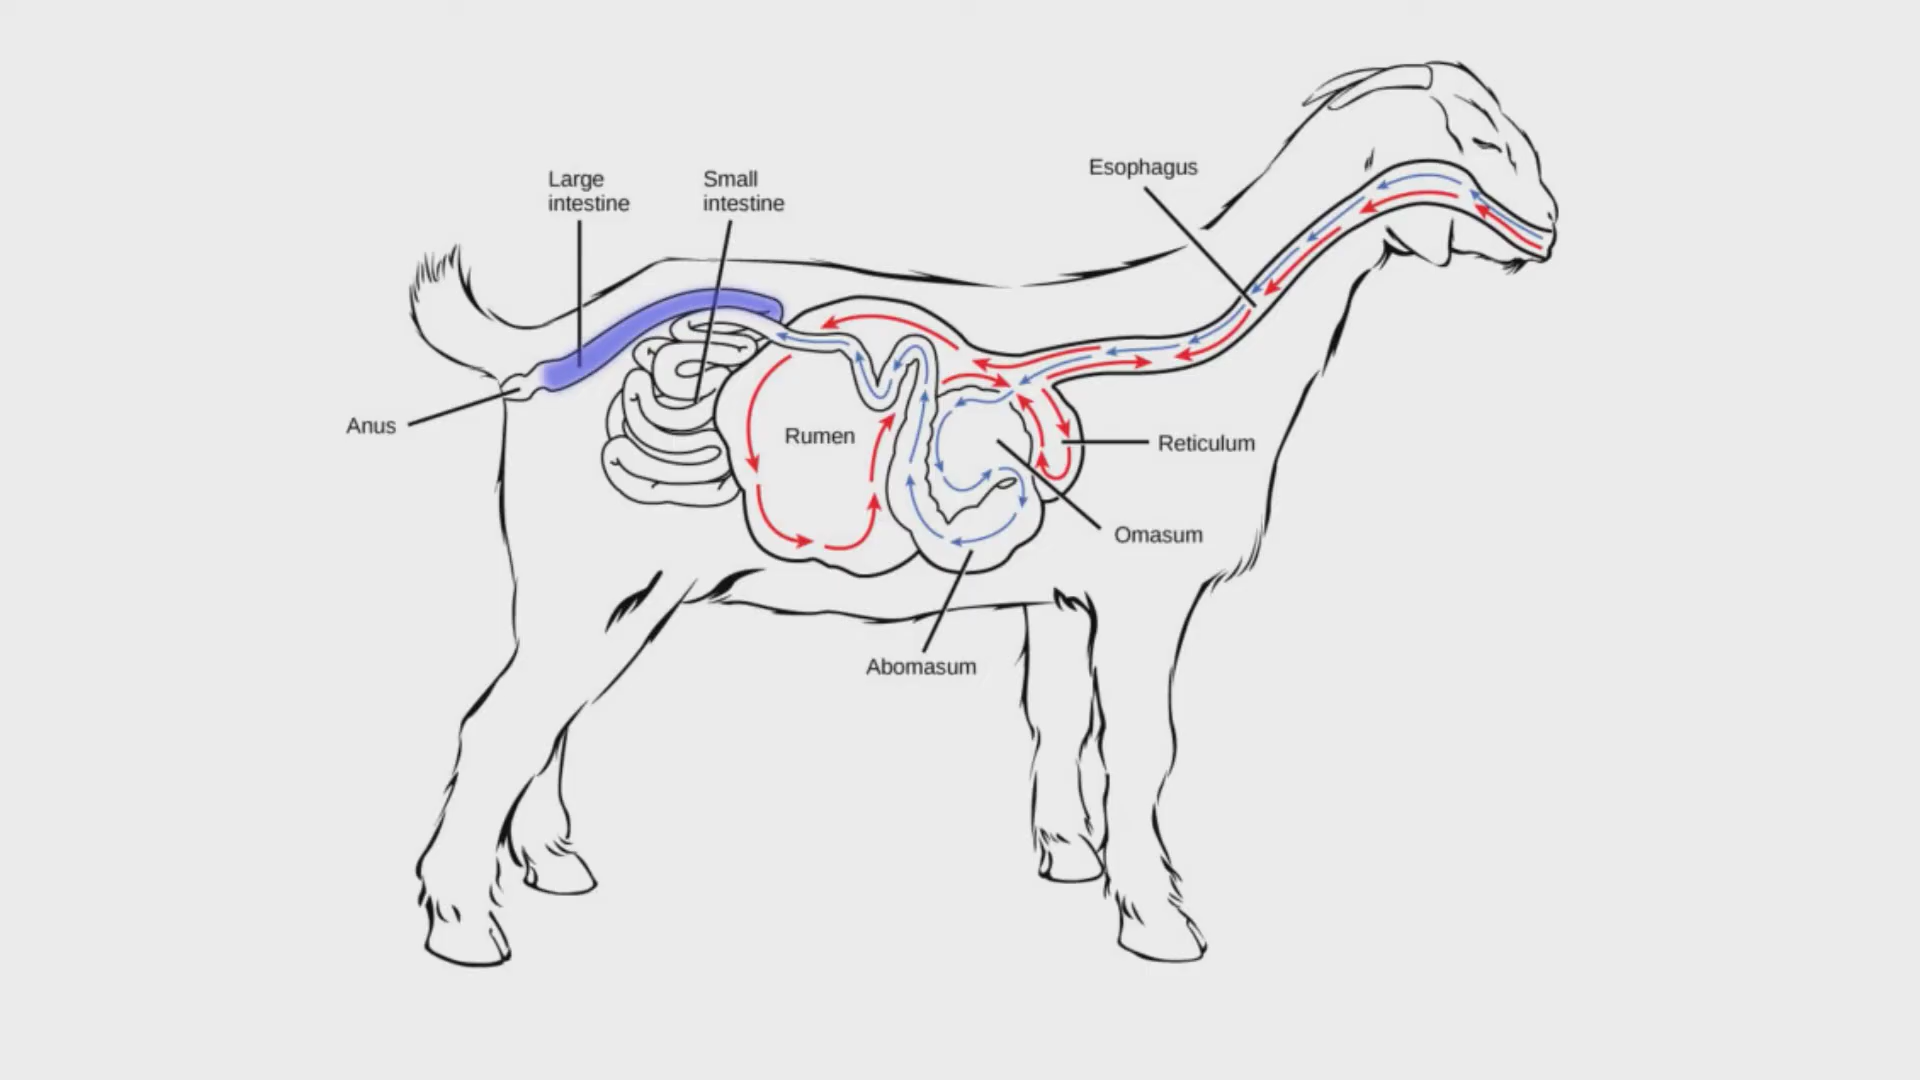 Esophagus
Large
intestine
Small
intestine
Anus
Rumen
Reticulum
Omasum
Abomasum